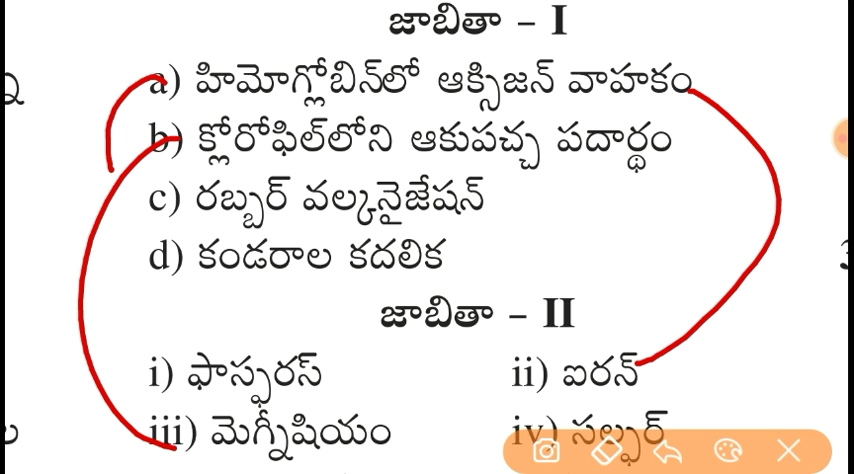 జాబితా – I
a) హిమోగ్లోబిన్‌లో ఆక్సిజన్ వాహకం
b) క్లోరోఫిల్‌లోని ఆకుపచ్చ పదార్థం
c) రబ్బర్ వల్కనైజేషన్
d) కండరాల కదలిక
జాబితా – II
i) ఫాస్ఫరస్ ii) ఐరన్
iii) మెగ్నీషియం iv) సల్ఫర్